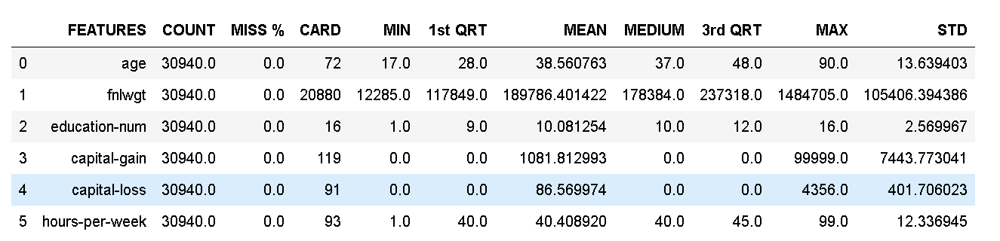 FEATURES COUNT MISS % CARD MIN 1st QRT MEAN MEDIUM 3rd QRT MAX STD
0 age 30940.0 0.0 72 17.0 28.0 38.560763 37.0 48.0 90.0 13.639403
1 fnlwgt 30940.0 0.0 20880 12285.0 117849.0 189786.401422 178384.0 237318.0 1484705.0 105406.394386
2 education-num 30940.0 0.0 16 1.0 9.0 10.081254 10.0 12.0 16.0 2.569967
3 capital-gain 30940.0 0.0 119 0.0 0.0 1081.812993 0.0 0.0 99999.0 7443.773041
4 capital-loss 30940.0 0.0 91 0.0 0.0 86.569974 0.0 0.0 4356.0 401.706023
5 hours-per-week 30940.0 0.0 93 1.0 40.0 40.408920 40.0 45.0 99.0 12.336945